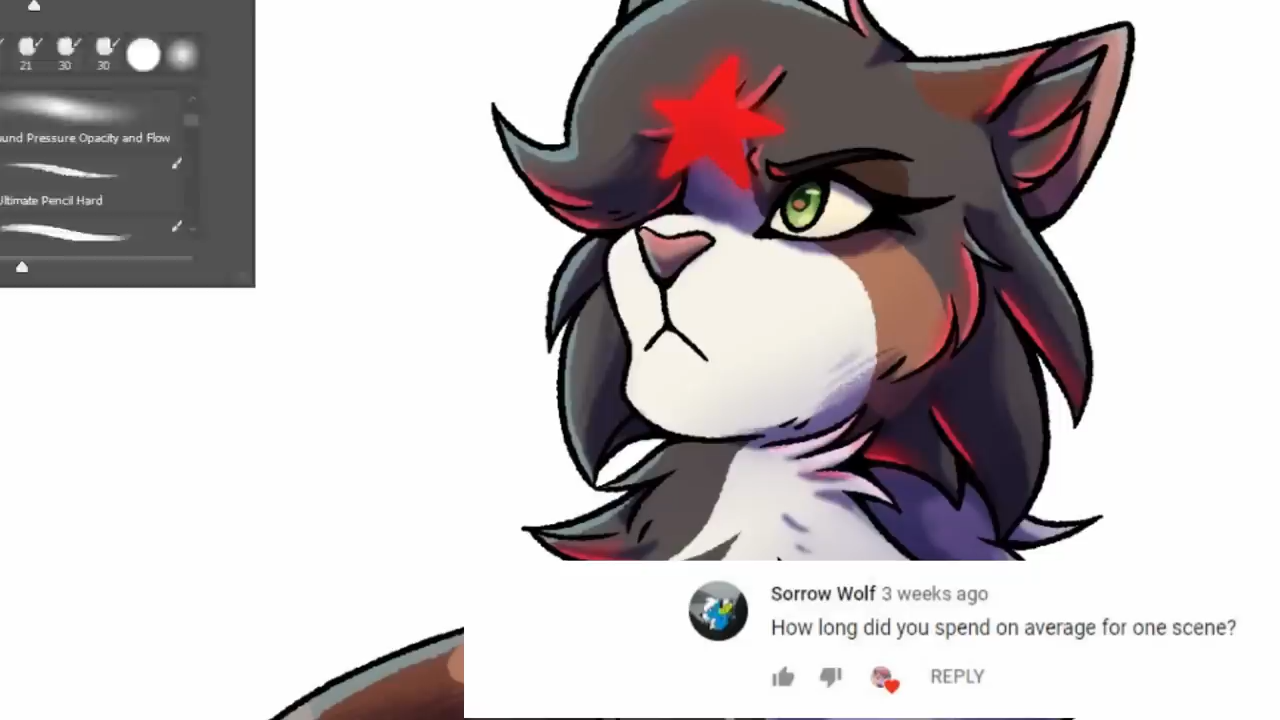 21 30 30
und Pressure Opacity and Flow
Ultimate Pencil Hard
Sorrow Wolf 3 weeks ago
How long did you spend on average for one scene?
REPLY